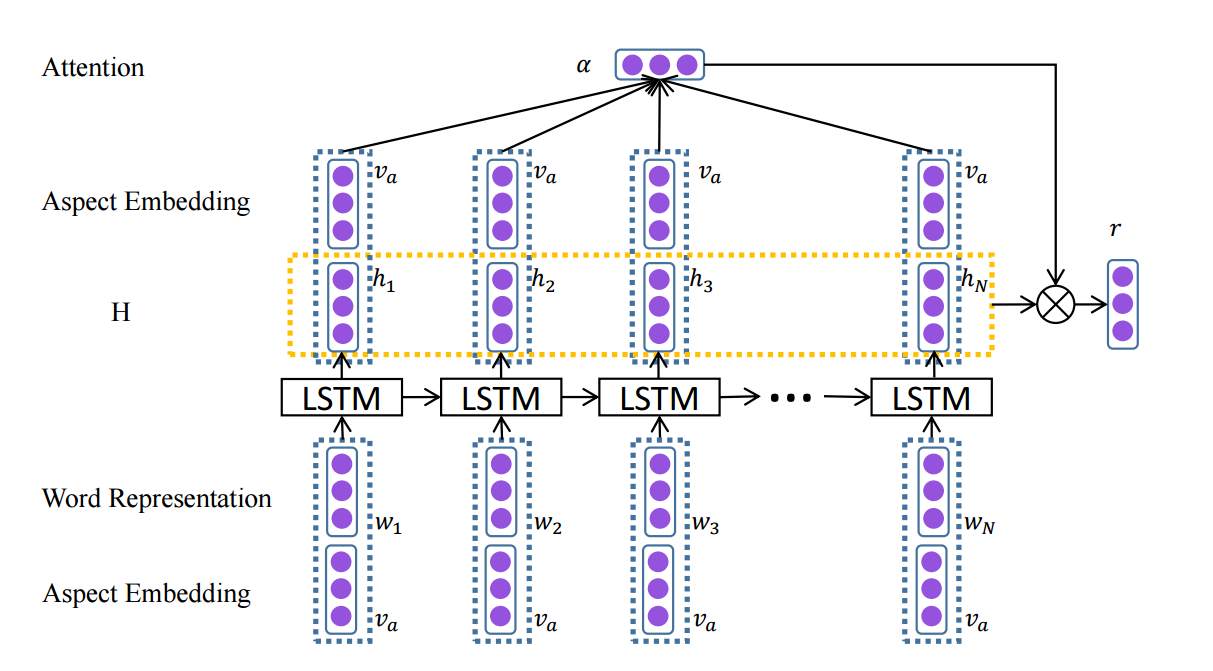 Attention α
Aspect Embedding v_a v_a v_a v_a
r
H h_1 h_2 h_3 h_N
LSTM LSTM LSTM ••• LSTM
Word Representation w_1 w_2 w_3 w_N
Aspect Embedding v_a v_a v_a v_a